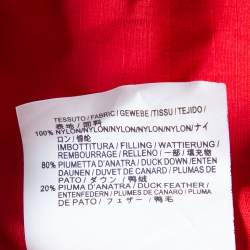 TESSUTO / FABRIC / GEWEBE / TISSU / TEJIDO /
表地 / 面料
100% NYLON/NYLON/NYLON/NYLON/NYLON/ナイ
ロン / 锦纶
IMBOTTITURA / FILLING / WATTIERUNG /
REMBOURRAGE / RELLENO / 一部 / 填充物
80% PIUMINO D'ANATRA / DUCK DOWN /ENTEN
DAUNEN / DUVET DE CANARD / PLUMAS DE
PATO / ダウン / 鸭绒
20% PIUMA D'ANATRA / DUCK FEATHER /
ENTENFEDERN / PLUMES DE CANARD / PLUMAS
DE PATO / フェザー / 鸭毛